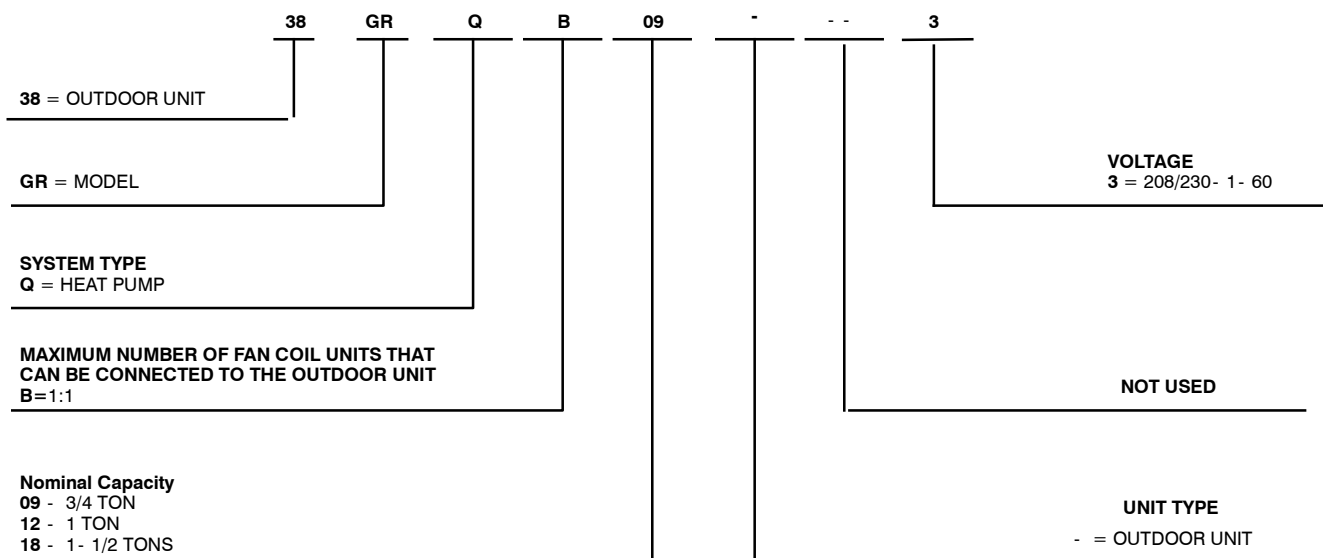 38 GR Q B 09 - - - 3
38 = OUTDOOR UNIT
VOLTAGE
3 = 208/230- 1- 60
GR = MODEL
SYSTEM TYPE
Q = HEAT PUMP
MAXIMUM NUMBER OF FAN COIL UNITS THAT
CAN BE CONNECTED TO THE OUTDOOR UNIT
B=1:1
NOT USED
Nominal Capacity
09 - 3/4 TON
12 - 1 TON
18 - 1- 1/2 TONS
UNIT TYPE
- = OUTDOOR UNIT